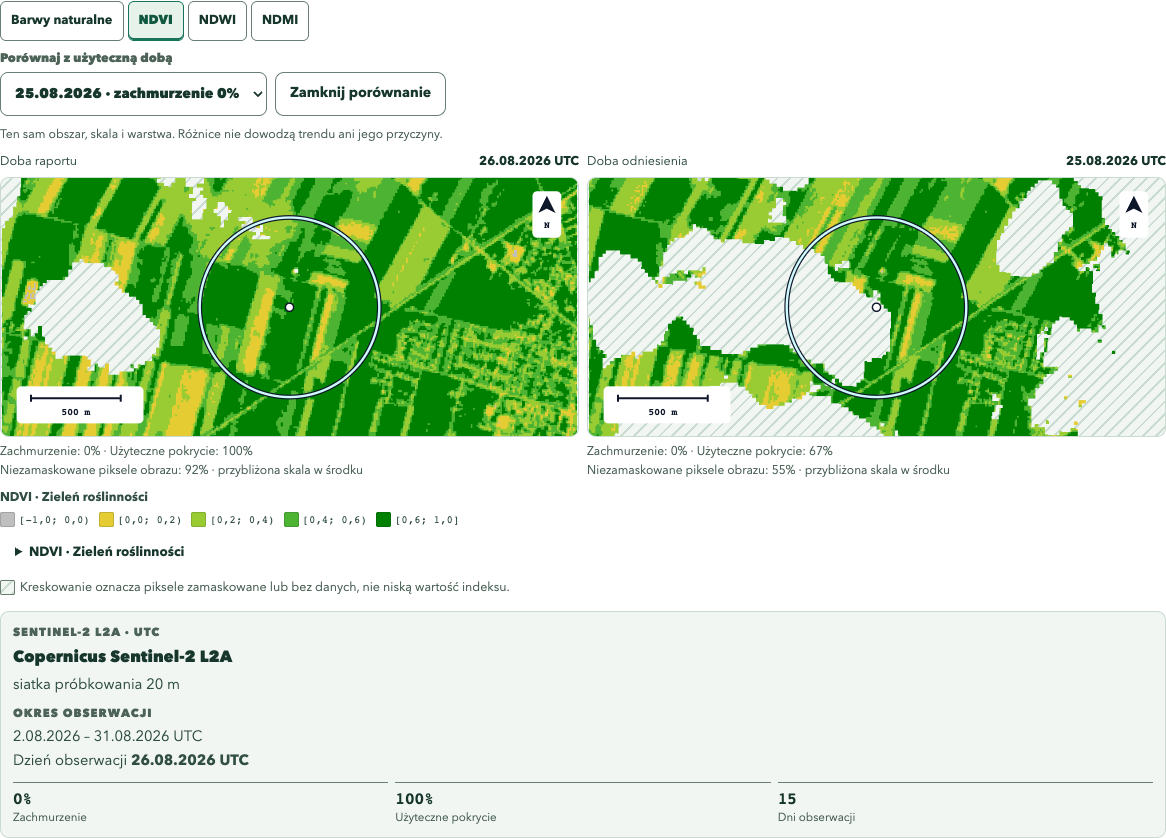 Barwy naturalne NDVI NDWI NDMI
Porównaj z użyteczną dobą
25.08.2026 · zachmurzenie 0% Zamknij porównanie
Ten sam obszar, skala i warstwa. Różnice nie dowodzą trendu ani jego przyczyny.
Doba raportu 26.08.2026 UTC
N
500 m
Zachmurzenie: 0% · Użyteczne pokrycie: 100%
Niezamaskowane piksele obrazu: 92% · przybliżona skala w środku
Doba odniesienia 25.08.2026 UTC
N
500 m
Zachmurzenie: 0% · Użyteczne pokrycie: 67%
Niezamaskowane piksele obrazu: 55% · przybliżona skala w środku
NDVI · Zieleń roślinności
[−1,0; 0,0) [0,0; 0,2) [0,2; 0,4) [0,4; 0,6) [0,6; 1,0]
NDVI · Zieleń roślinności
Kreskowanie oznacza piksele zamaskowane lub bez danych, nie niską wartość indeksu.
SENTINEL-2 L2A · UTC
Copernicus Sentinel-2 L2A
siatka próbkowania 20 m
OKRES OBSERWACJI
2.08.2026 – 31.08.2026 UTC
Dzień obserwacji 26.08.2026 UTC
0%
Zachmurzenie
100%
Użyteczne pokrycie
15
Dni obserwacji